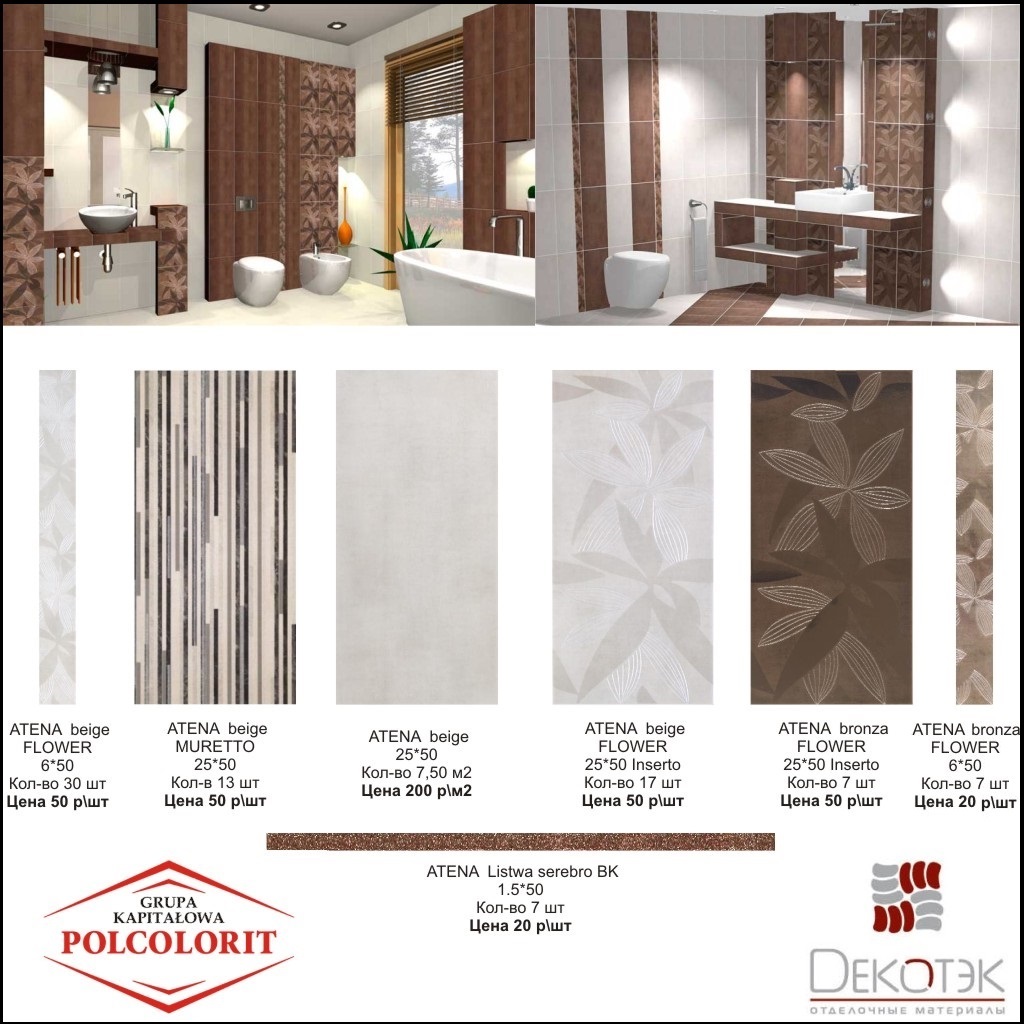 ATENA beige
FLOWER
6*50
Кол-во 30 шт
Цена 50 р\шт
ATENA beige
MURETTO
25*50
Кол-в 13 шт
Цена 50 р\шт
ATENA beige
25*50
Кол-во 7,50 м2
Цена 200 р\м2
ATENA beige
FLOWER
25*50 Inserto
Кол-во 17 шт
Цена 50 р\шт
ATENA bronza
FLOWER
25*50 Inserto
Кол-во 7 шт
Цена 50 р\шт
ATENA bronza
FLOWER
6*50
Кол-во 7 шт
Цена 20 р\шт
ATENA Listwa serebro BK
1.5*50
Кол-во 7 шт
Цена 20 р\шт
GRUPA
KAPITAŁOWA
POLCOLORIT
ДЕКОТЭК
отделочные материалы